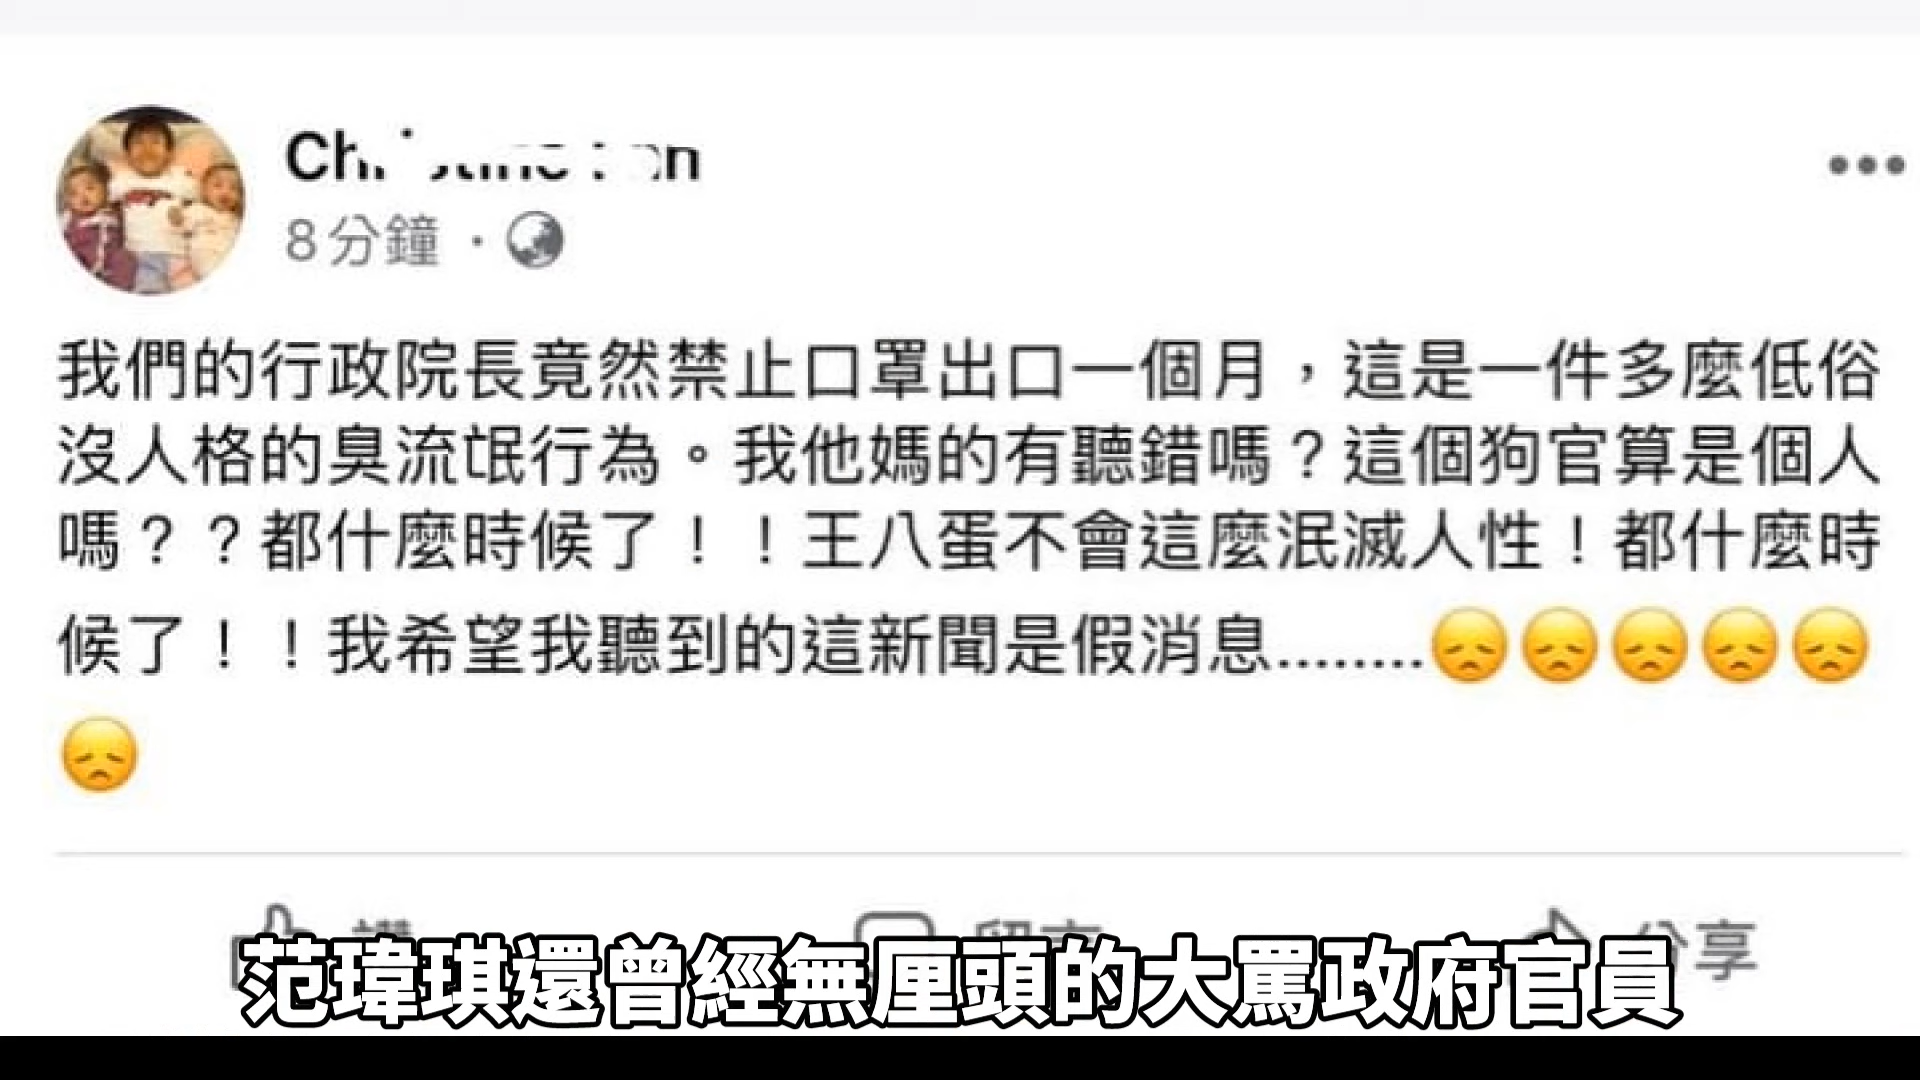 8分鐘 ·
我們的行政院長竟然禁止口罩出口一個月，這是一件多麼低俗
沒人格的臭流氓行為。我他媽的有聽錯嗎？這個狗官算是個人
嗎？？都什麼時候了！！王八蛋不會這麼泯滅人性！都什麼時
候了！！我希望我聽到的這新聞是假消息........
分享
范瑋琪還曾經無厘頭的大罵政府官員